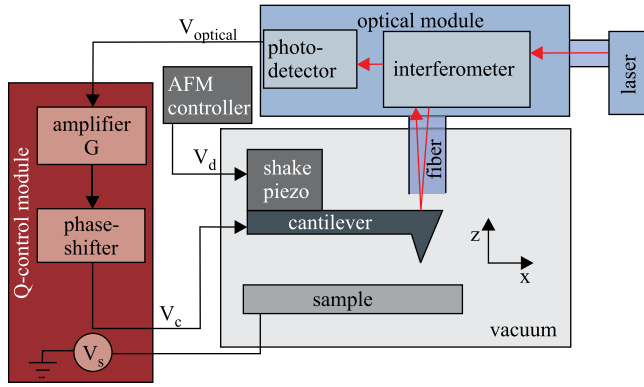 optical module
V_optical
photo-
detector
interferometer
laser
AFM
controller
amplifier
G
fiber
V_d
shake
piezo
Q-control module
phase-
shifter
cantilever
z
x
V_c
sample
V_s
vacuum